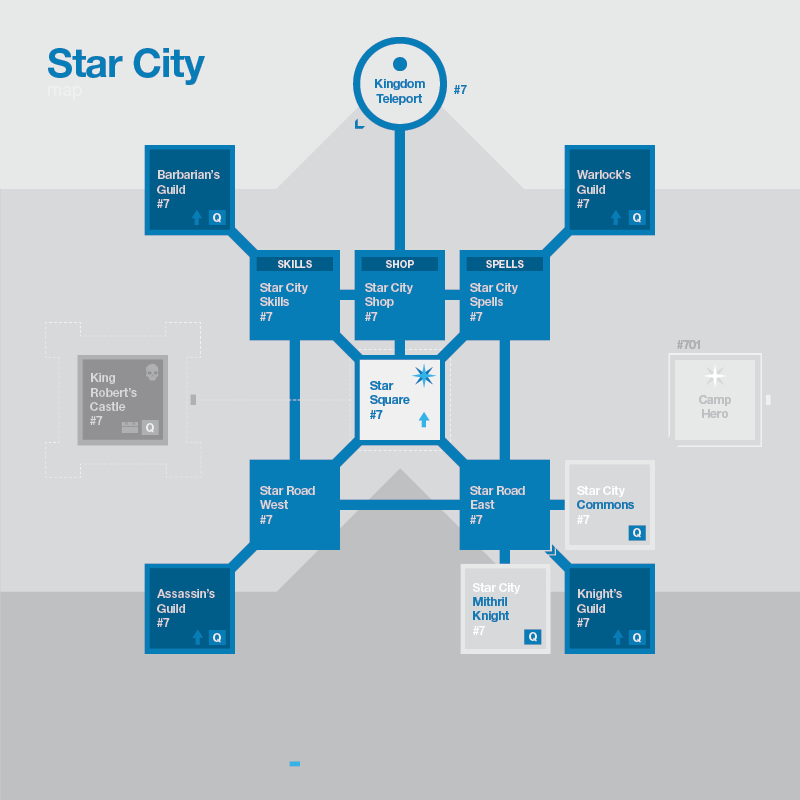 Star City
map
Kingdom
Teleport
#7
Barbarian's
Guild
#7
Q
Warlock's
Guild
#7
Q
SKILLS
Star City
Skills
#7
SHOP
Star City
Shop
#7
SPELLS
Star City
Spells
#7
King
Robert's
Castle
#7
Q
Star
Square
#7
#701
Camp
Hero
Star Road
West
#7
Star Road
East
#7
Star City
Commons
#7
Q
Assassin's
Guild
#7
Q
Star City
Mithril
Knight
#7
Q
Knight's
Guild
#7
Q